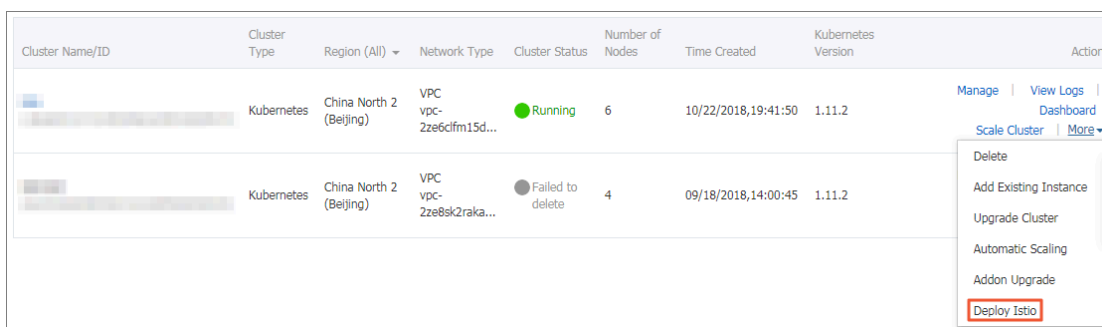 Cluster Name/ID
Cluster
Type
Region (All)
Network Type
Cluster Status
Number of
Nodes
Time Created
Kubernetes
Version
Action
Kubernetes
China North 2
(Beijing)
VPC
vpc-
2ze6clfm15d...
Running
6
10/22/2018,19:41:50
1.11.2
Manage | View Logs |
Dashboard
Scale Cluster | More
Kubernetes
China North 2
(Beijing)
VPC
vpc-
2ze8sk2raka...
Failed to
delete
4
09/18/2018,14:00:45
1.11.2
Delete
Add Existing Instance
Upgrade Cluster
Automatic Scaling
Addon Upgrade
Deploy Istio